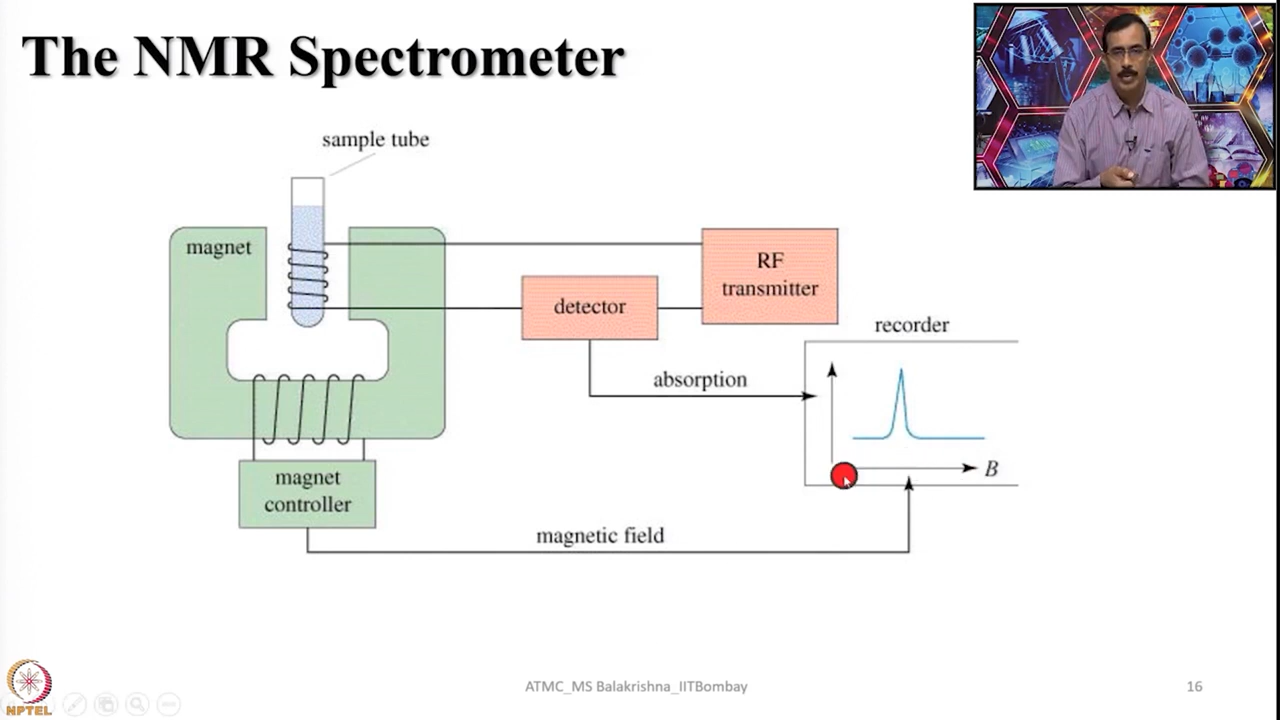 The NMR Spectrometer
sample tube
magnet
RF
transmitter
detector
recorder
absorption
B
magnet
controller
magnetic field
NPTEL
ATMC_MS Balakrishna_IITBombay
16